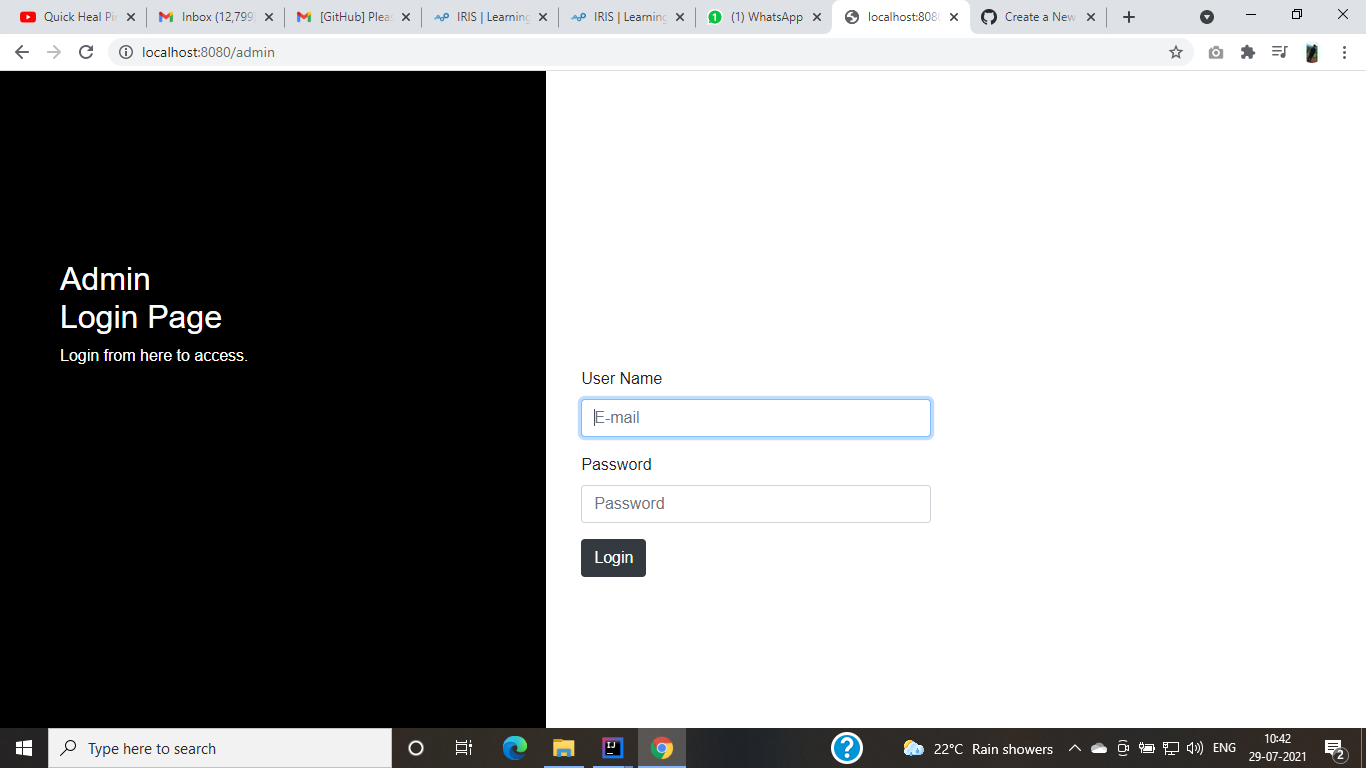 Quick Heal Pi
Inbox (12,799
[GitHub] Plea
IRIS | Learning
IRIS | Learning
(1) WhatsApp
localhost:808
Create a New
localhost:8080/admin
Admin
Login Page
Login from here to access.
User Name
E-mail
Password
Password
Login
Type here to search
22°C Rain showers
ENG
10:42
29-07-2021
2